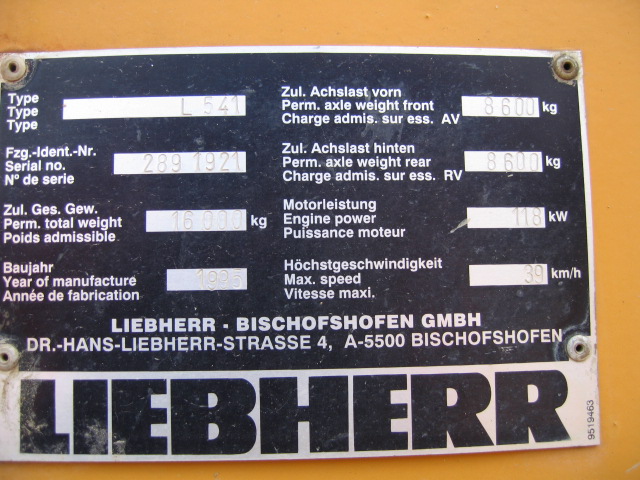 Type
Type L 541
Type
Fzg.-Ident.-Nr.
Serial no. 289 1921
Nº de serie
Zul. Ges. Gew.
Perm. total weight 16 000 kg
Poids admissible
Baujahr
Year of manufacture 1995
Année de fabrication
Zul. Achslast vorn
Perm. axle weight front 8 600 kg
Charge admis. sur ess. AV
Zul. Achslast hinten
Perm. axle weight rear 8 600 kg
Charge admis. sur ess. RV
Motorleistung
Engine power 118 kW
Puissance moteur
Höchstgeschwindigkeit
Max. speed 39 km/h
Vitesse maxi.
LIEBHERR - BISCHOFSHOFEN GMBH
DR.-HANS-LIEBHERR-STRASSE 4, A-5500 BISCHOFSHOFEN
LIEBHERR
9519463